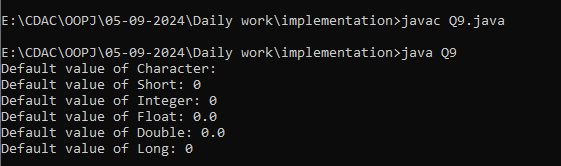 E:\CDAC\OOPJ\05-09-2024\Daily work\implementation>javac Q9.java
E:\CDAC\OOPJ\05-09-2024\Daily work\implementation>java Q9
Default value of Character:
Default value of Short: 0
Default value of Integer: 0
Default value of Float: 0.0
Default value of Double: 0.0
Default value of Long: 0